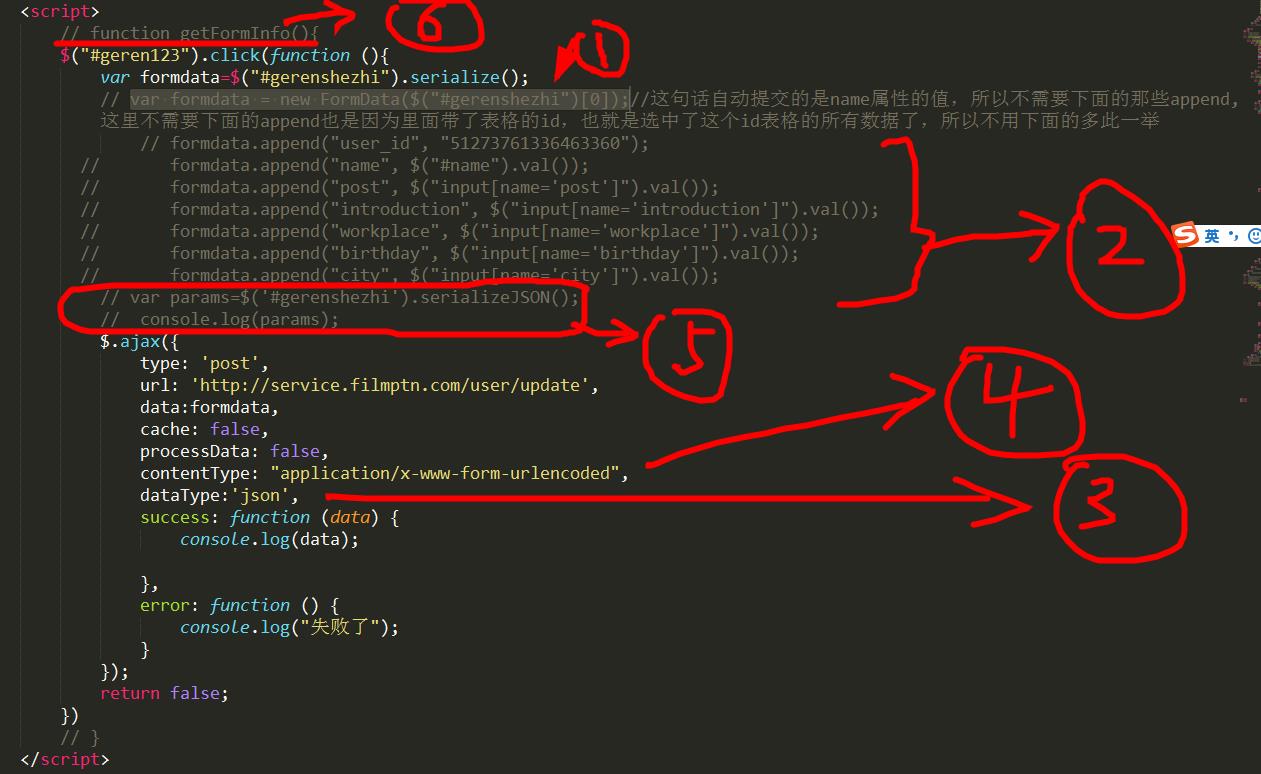 <script>
// function getFormInfo(){
6
$("#geren123").click(function (){
1
var formdata=$("#gerenshezhi").serialize();
// var formdata = new FormData($("#gerenshezhi")[0]);//这句话自动提交的是name属性的值，所以不需要下面的那些append,
这里不需要下面的append也是因为里面带了表格的id，也就是选中了这个id表格的所有数据了，所以不用下面的多此一举
// formdata.append("user_id", "51273761336463360");
// formdata.append("name", $("#name").val());
// formdata.append("post", $("input[name='post']").val());
// formdata.append("introduction", $("input[name='introduction']").val());
// formdata.append("workplace", $("input[name='workplace']").val());
2
S英
// formdata.append("birthday", $("input[name='birthday']").val());
// formdata.append("city", $("input[name='city']").val());
// var params=$('#gerenshezhi').serializeJSON();
// console.log(params);
5
$.ajax({
type: 'post',
url: 'http://service.filmptn.com/user/update',
data:formdata,
4
cache: false,
processData: false,
contentType: "application/x-www-form-urlencoded",
dataType:'json',
3
success: function (data) {
console.log(data);
},
error: function () {
console.log("失败了");
}
});
return false;
})
// }
</script>